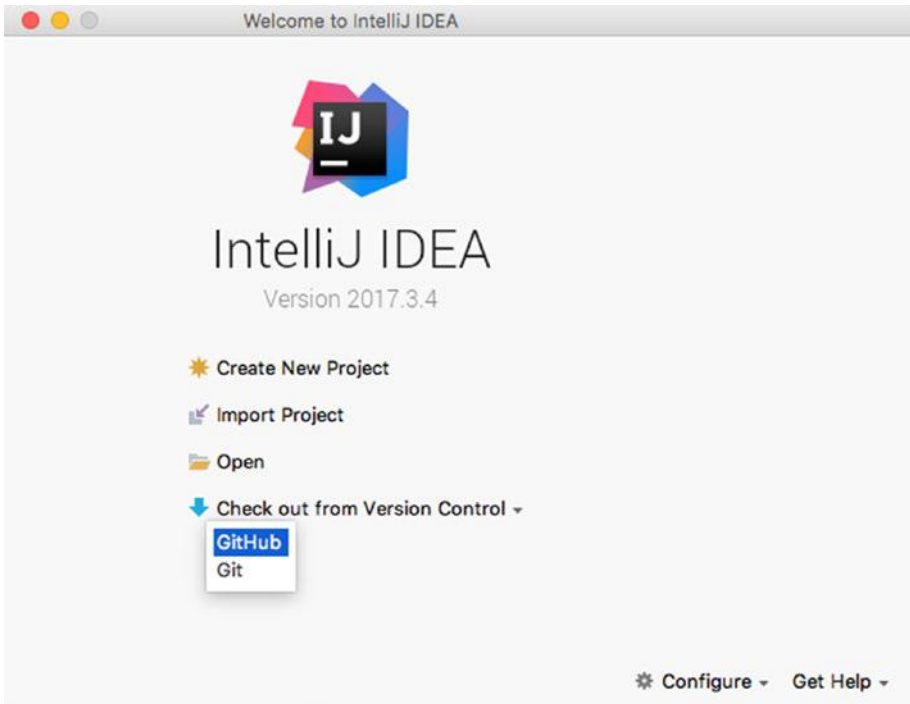 Welcome to IntelliJ IDEA
IJ
IntelliJ IDEA
Version 2017.3.4
Create New Project
Import Project
Open
Check out from Version Control
GitHub
Git
Configure Get Help